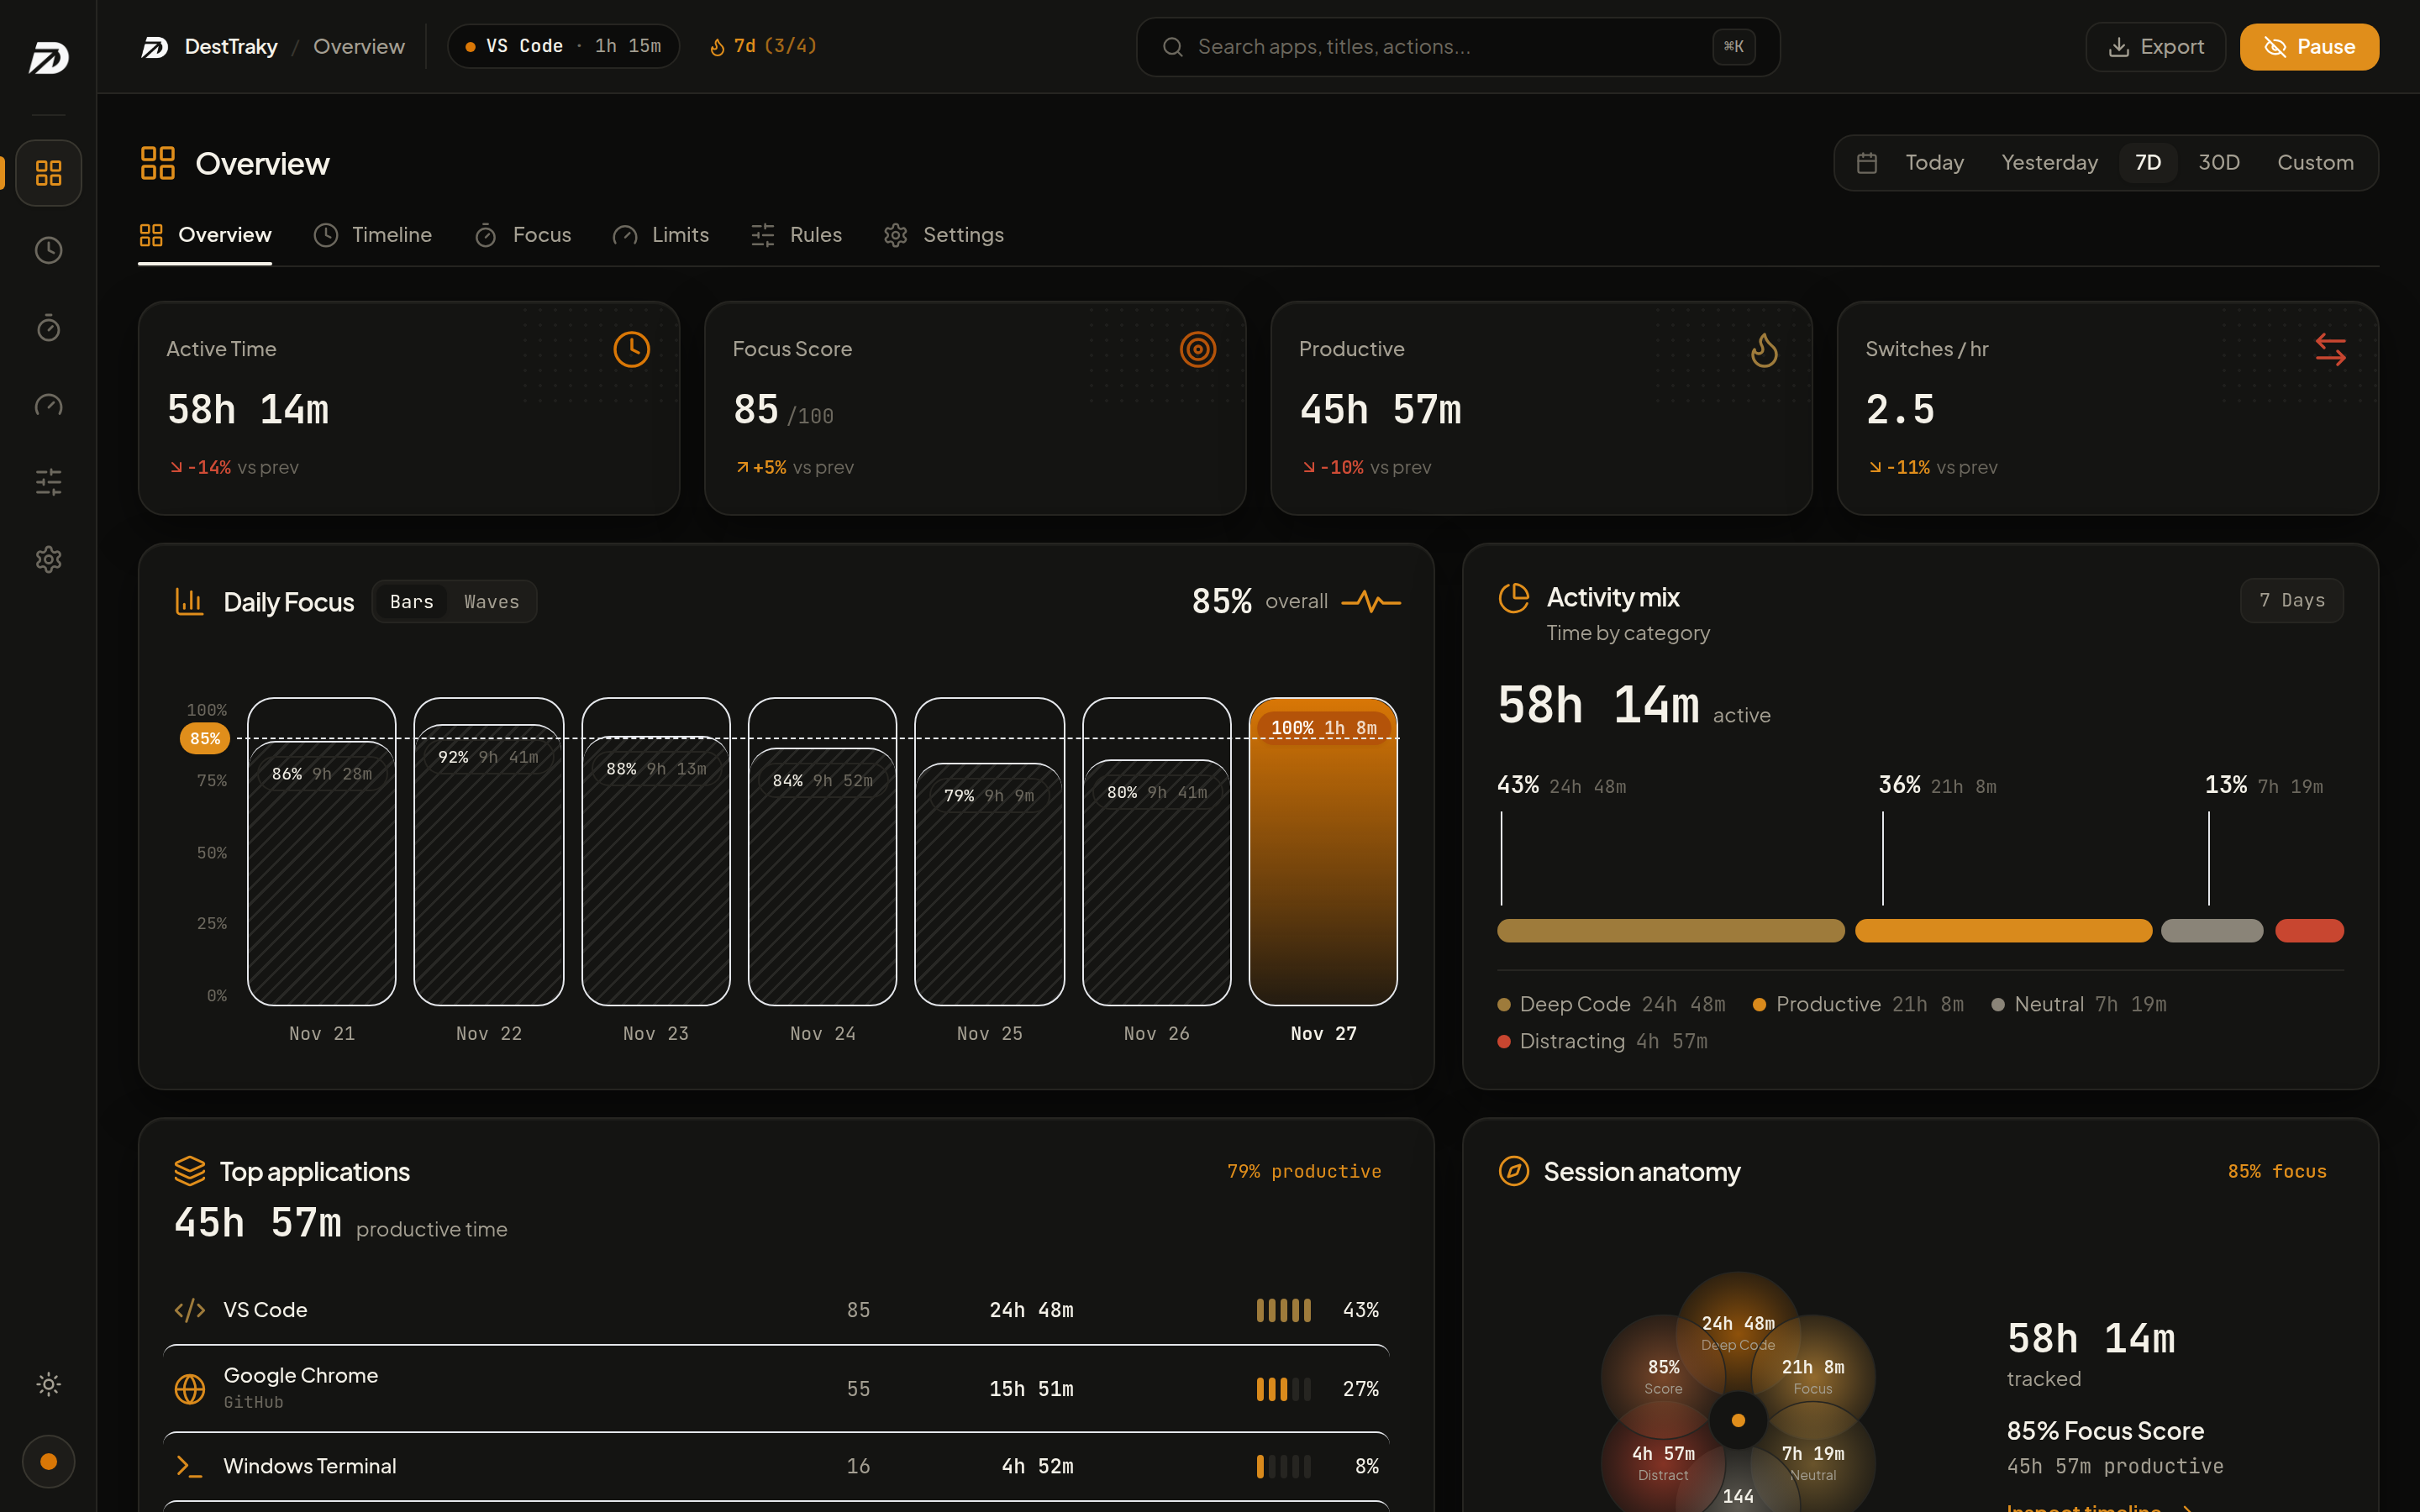 DestTraky / Overview
VS Code · 1h 15m
7d (3/4)
Search apps, titles, actions...
⌘K
Export
Pause
Overview
Today
Yesterday
7D
30D
Custom
Overview
Timeline
Focus
Limits
Rules
Settings
Active Time
58h 14m
-14% vs prev
Focus Score
85 /100
+5% vs prev
Productive
45h 57m
-10% vs prev
Switches / hr
2.5
-11% vs prev
Daily Focus
Bars
Waves
85% overall
100%
85%
75%
50%
25%
0%
86% 9h 28m
92% 9h 41m
88% 9h 13m
84% 9h 52m
79% 9h 9m
80% 9h 41m
100% 1h 8m
Nov 21
Nov 22
Nov 23
Nov 24
Nov 25
Nov 26
Nov 27
Activity mix
Time by category
7 Days
58h 14m active
43% 24h 48m
36% 21h 8m
13% 7h 19m
Deep Code 24h 48m
Productive 21h 8m
Neutral 7h 19m
Distracting 4h 57m
Top applications
79% productive
45h 57m productive time
VS Code 85 24h 48m 43%
Google Chrome 55 15h 51m 27%
GitHub
Windows Terminal 16 4h 52m 8%
Session anatomy
85% focus
24h 48m
Deep Code
85%
Score
21h 8m
Focus
4h 57m
Distract
7h 19m
Neutral
144
58h 14m
tracked
85% Focus Score
45h 57m productive
Inspect timeline